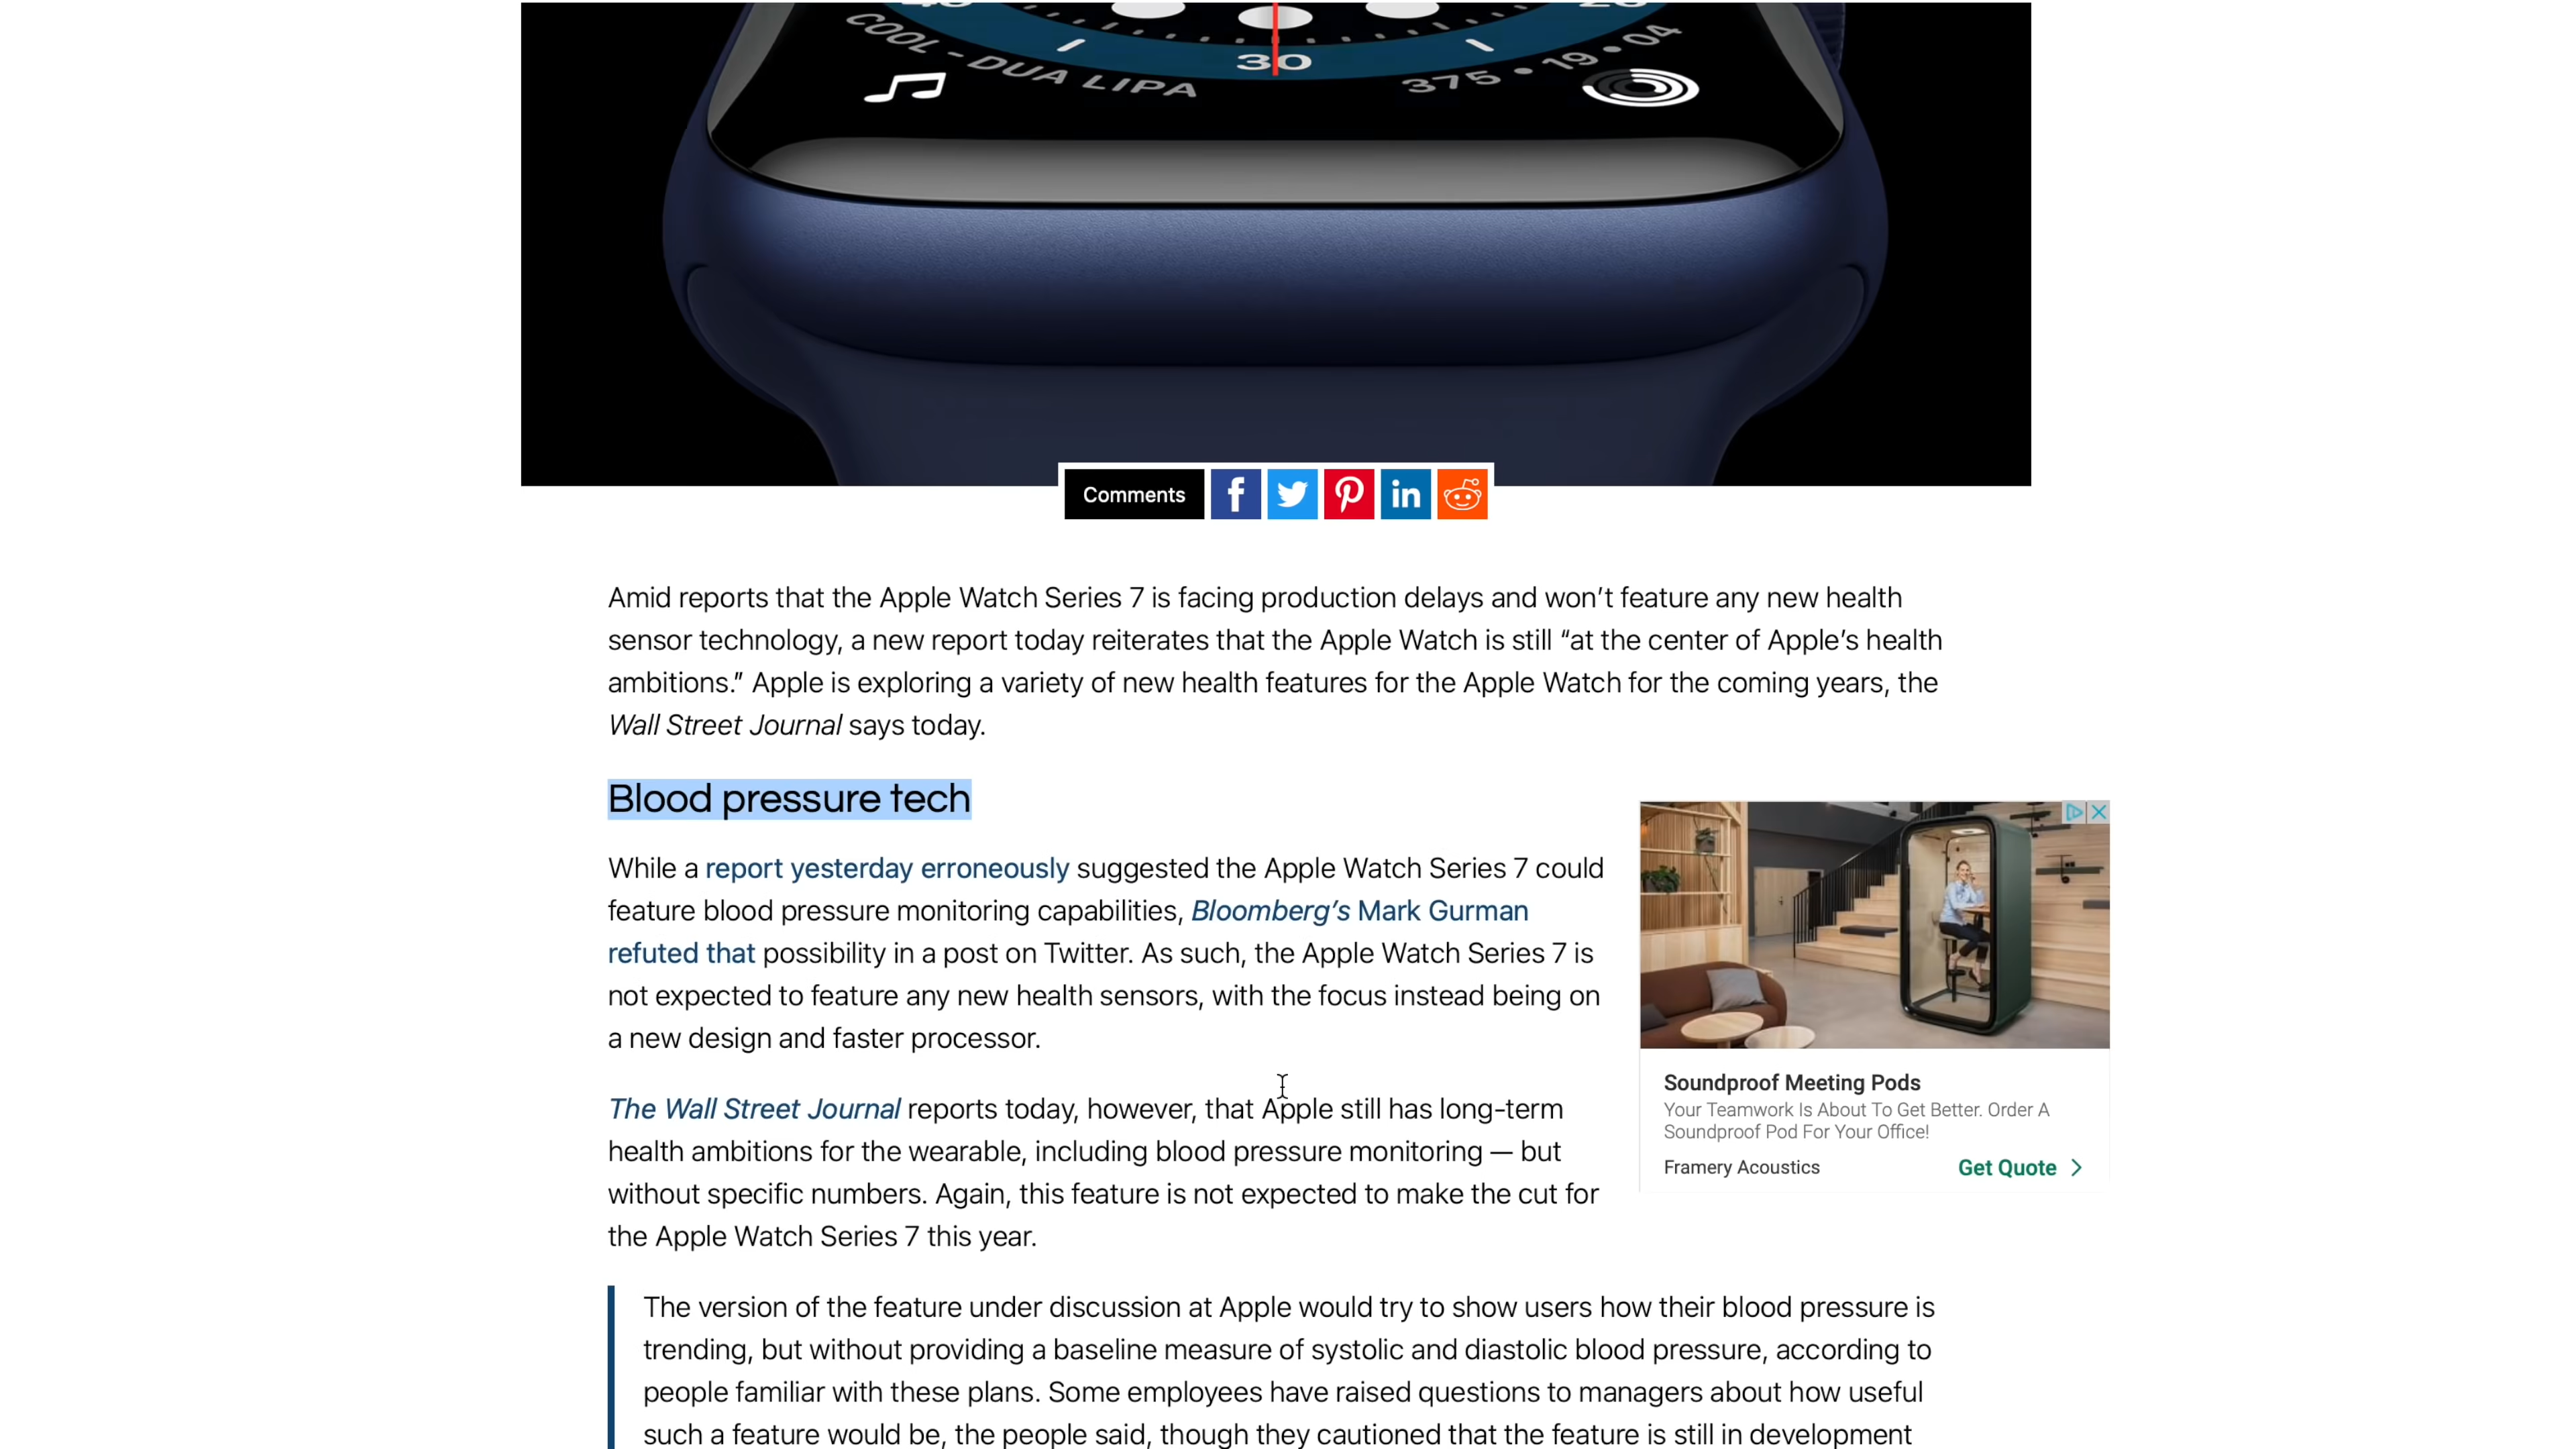 COOL - DUA LIPA
30
375 • 19 • 04
Comments
Amid reports that the Apple Watch Series 7 is facing production delays and won’t feature any new health
sensor technology, a new report today reiterates that the Apple Watch is still “at the center of Apple’s health
ambitions.” Apple is exploring a variety of new health features for the Apple Watch for the coming years, the
Wall Street Journal says today.
Blood pressure tech
While a report yesterday erroneously suggested the Apple Watch Series 7 could
feature blood pressure monitoring capabilities, Bloomberg’s Mark Gurman
refuted that possibility in a post on Twitter. As such, the Apple Watch Series 7 is
not expected to feature any new health sensors, with the focus instead being on
a new design and faster processor.
The Wall Street Journal reports today, however, that Apple still has long-term
health ambitions for the wearable, including blood pressure monitoring — but
without specific numbers. Again, this feature is not expected to make the cut for
the Apple Watch Series 7 this year.
Soundproof Meeting Pods
Your Teamwork Is About To Get Better. Order A
Soundproof Pod For Your Office!
Framery Acoustics
Get Quote
The version of the feature under discussion at Apple would try to show users how their blood pressure is
trending, but without providing a baseline measure of systolic and diastolic blood pressure, according to
people familiar with these plans. Some employees have raised questions to managers about how useful
such a feature would be, the people said, though they cautioned that the feature is still in development